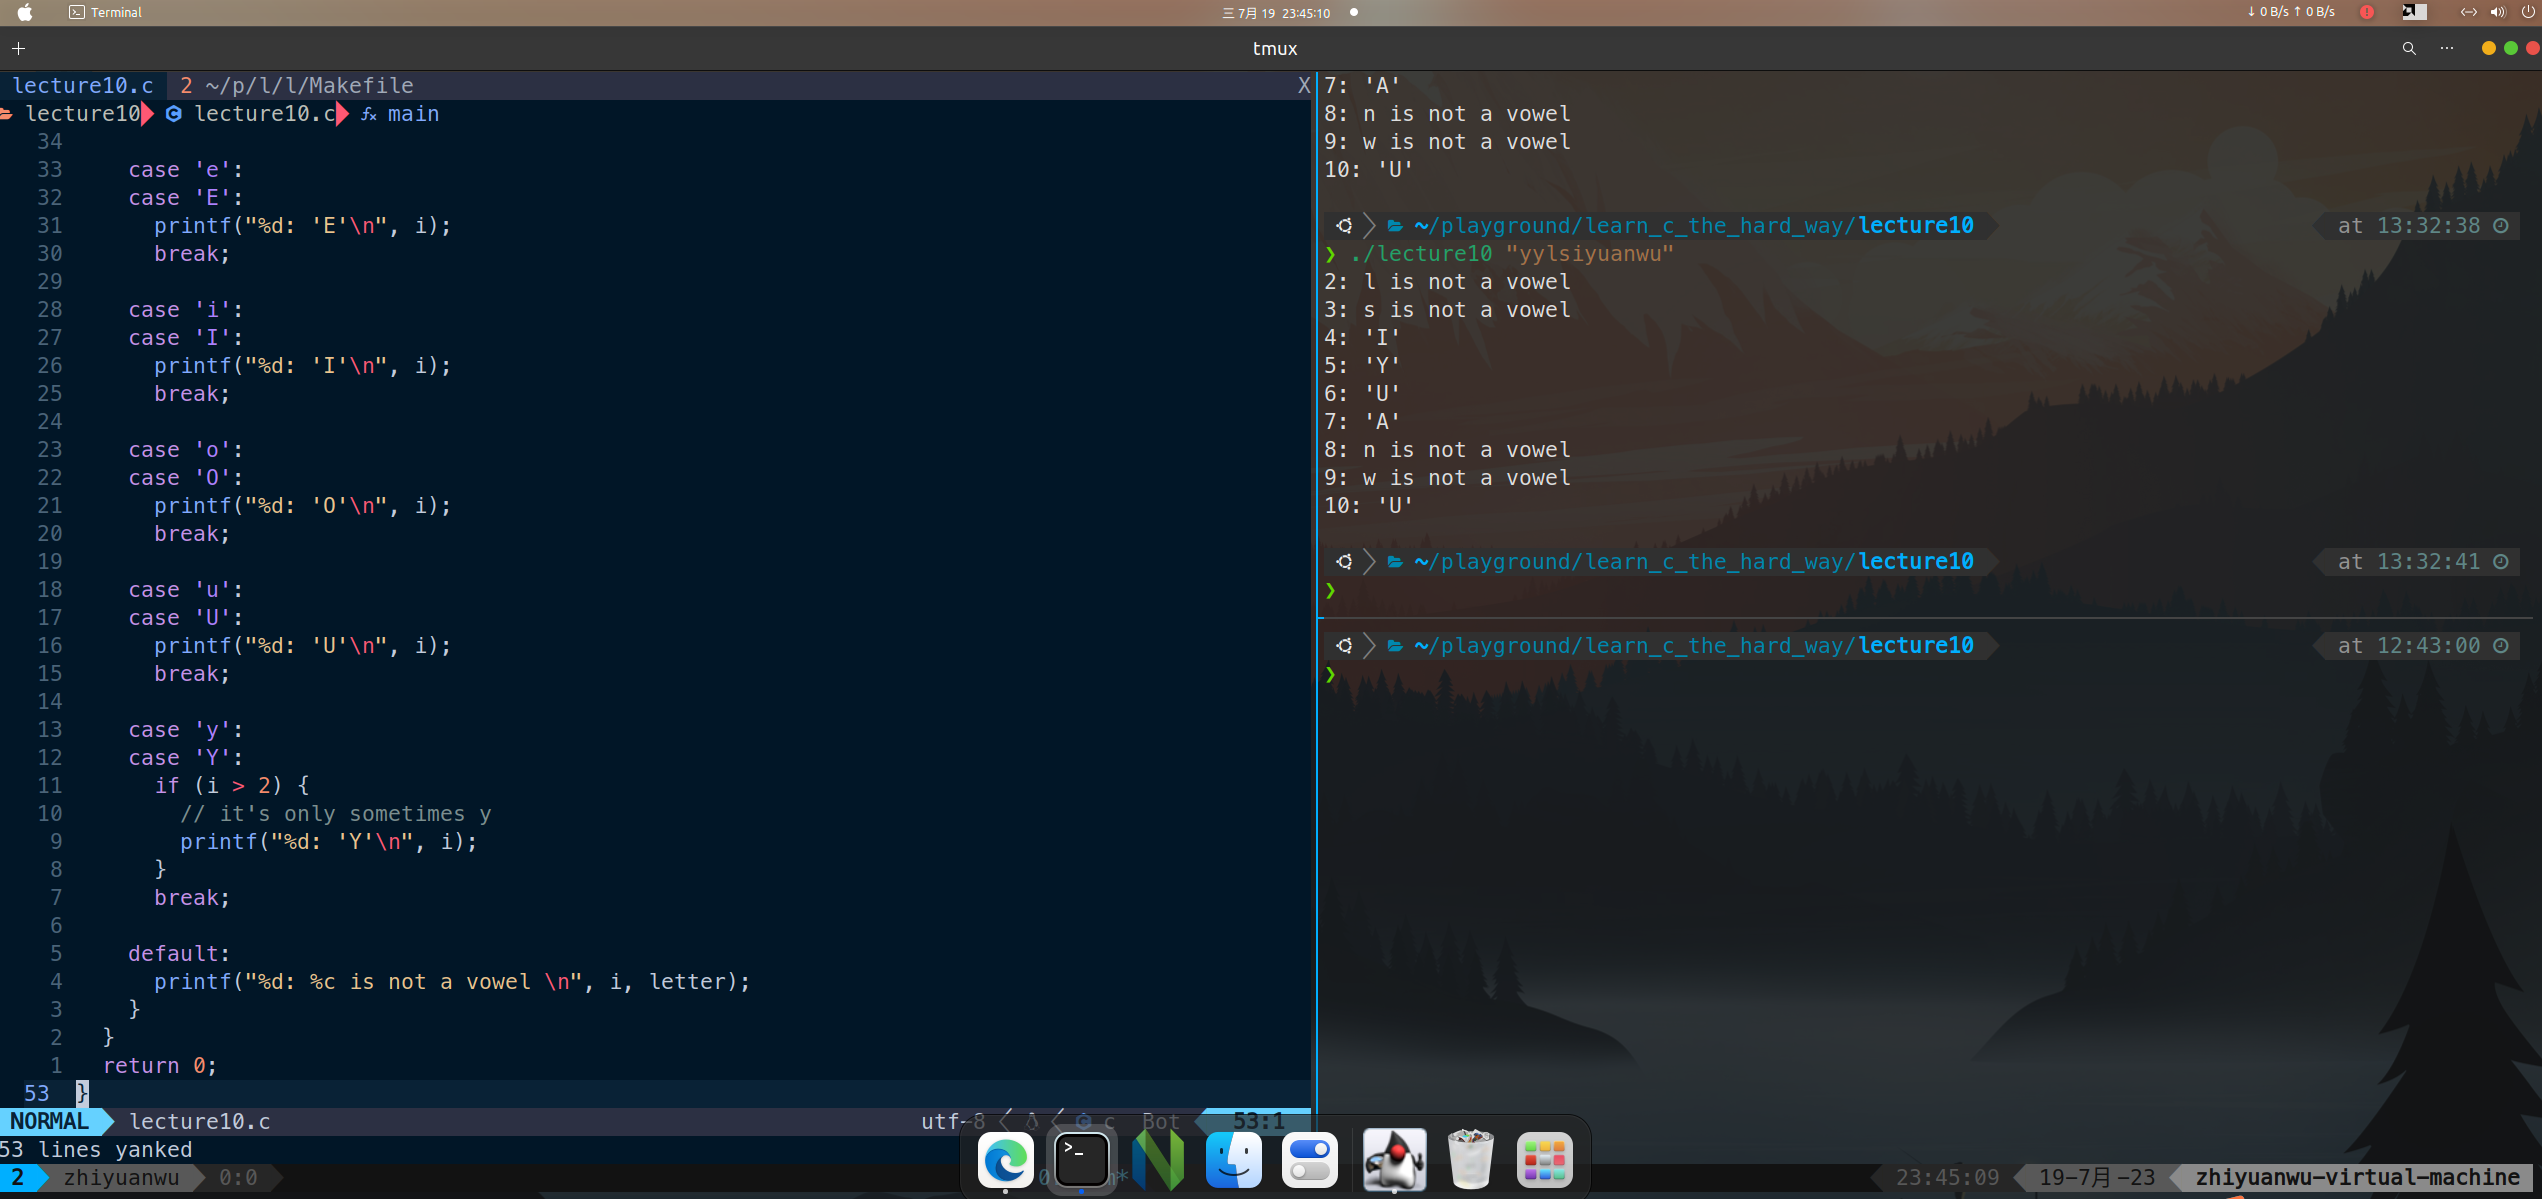 Terminal
三 7月 19 23:45:10
↓ 0 B/s ↑ 0 B/s
tmux
lecture10.c 2 ~/p/l/l/Makefile X
lecture10 lecture10.c main
34
33 case 'e':
32 case 'E':
31 printf("%d: 'E'\n", i);
30 break;
29
28 case 'i':
27 case 'I':
26 printf("%d: 'I'\n", i);
25 break;
24
23 case 'o':
22 case 'O':
21 printf("%d: 'O'\n", i);
20 break;
19
18 case 'u':
17 case 'U':
16 printf("%d: 'U'\n", i);
15 break;
14
13 case 'y':
12 case 'Y':
11 if (i > 2) {
10 // it's only sometimes y
9 printf("%d: 'Y'\n", i);
8 }
7 break;
6
5 default:
4 printf("%d: %c is not a vowel \n", i, letter);
3 }
2 }
1 return 0;
53 }
NORMAL lecture10.c utf-8 c Bot 53:1
53 lines yanked
7: 'A'
8: n is not a vowel
9: w is not a vowel
10: 'U'
~/playground/learn_c_the_hard_way/lecture10 at 13:32:38
❯ ./lecture10 "yylsiyuanwu"
2: l is not a vowel
3: s is not a vowel
4: 'I'
5: 'Y'
6: 'U'
7: 'A'
8: n is not a vowel
9: w is not a vowel
10: 'U'
~/playground/learn_c_the_hard_way/lecture10 at 13:32:41
❯
~/playground/learn_c_the_hard_way/lecture10 at 12:43:00
❯
2 zhiyuanwu 0:0 23:45:09 19-7月-23 zhiyuanwu-virtual-machine